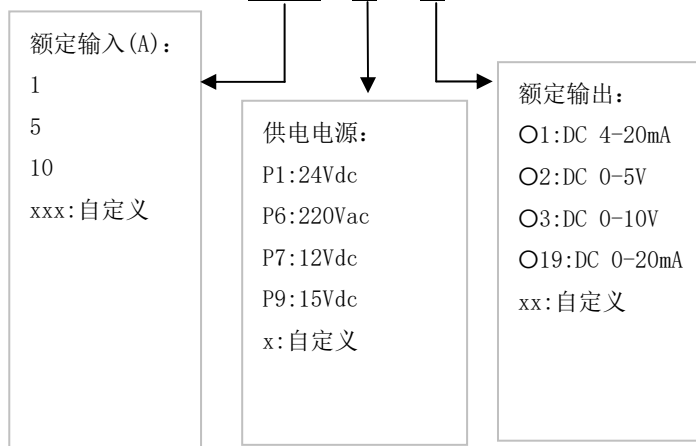 额定输入(A):
1
5
10
xxx:自定义
供电电源:
P1:24Vdc
P6:220Vac
P7:12Vdc
P9:15Vdc
x:自定义
额定输出:
O1:DC 4-20mA
O2:DC 0-5V
O3:DC 0-10V
O19:DC 0-20mA
xx:自定义